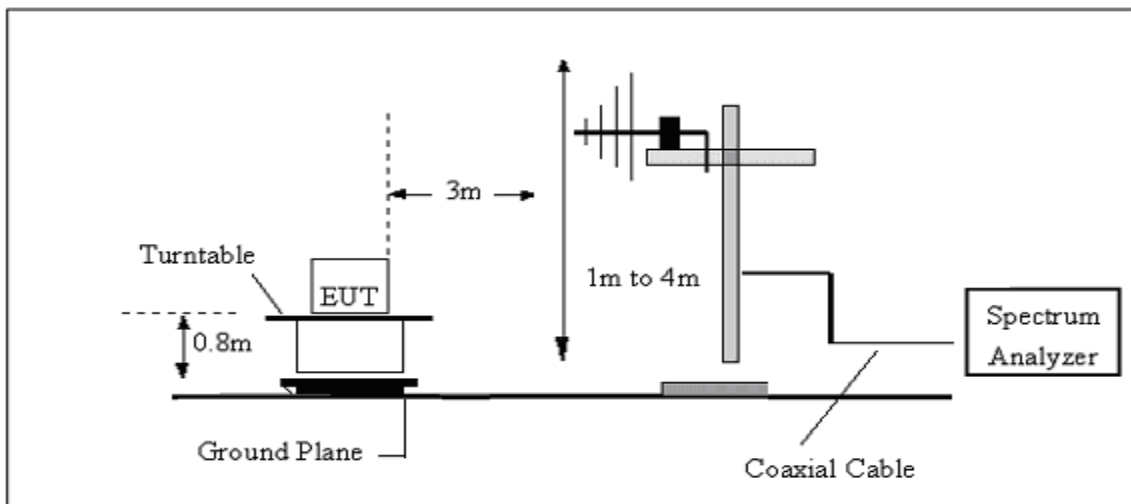 3m
Turntable
EUT
1m to 4m
0.8m
Spectrum
Analyzer
Ground Plane
Coaxial Cable